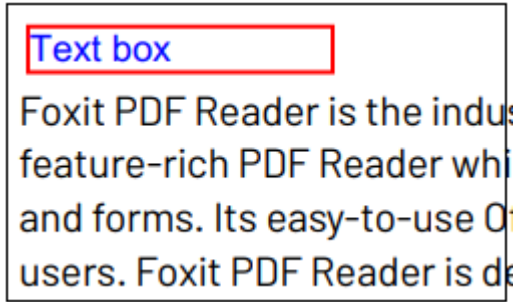 Text box
Foxit PDF Reader is the indus
feature-rich PDF Reader whi
and forms. Its easy-to-use Of
users. Foxit PDF Reader is de